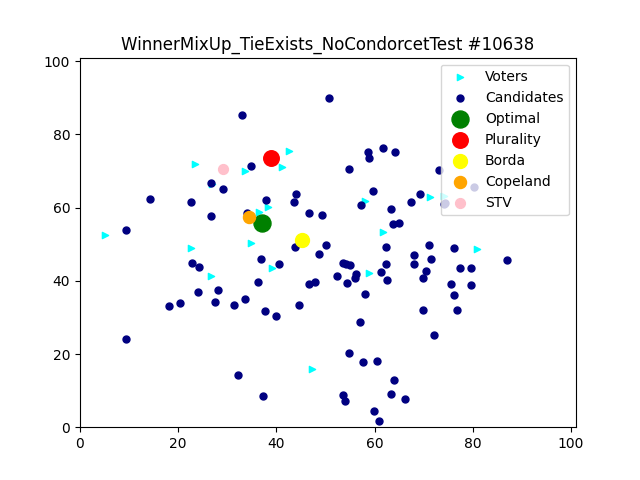 WinnerMixUp_TieExists_NoCondorcetTest #10638
100
80
60
40
20
0
0 20 40 60 80 100
Voters
Candidates
Optimal
Plurality
Borda
Copeland
STV